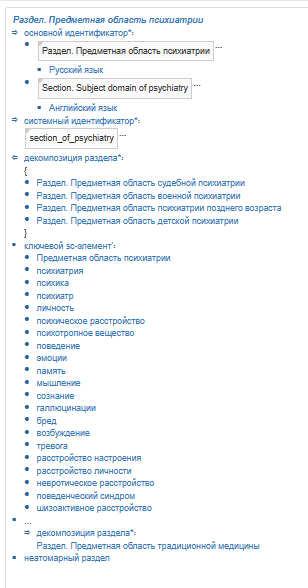 Раздел. Предметная область психиатрии
⇒ основной идентификатор*:
• Раздел. Предметная область психиатрии ...
• Русский язык
• Section. Subject domain of psychiatry ...
• Английский язык
⇒ системный идентификатор*:
section_of_psychiatry ...
⇐ декомпозиция раздела*:
{
• Раздел. Предметная область судебной психиатрии
• Раздел. Предметная область военной психиатрии
• Раздел. Предметная область психиатрии позднего возраста
• Раздел. Предметная область детской психиатрии
}
• ключевой sc-элемент':
• Предметная область психиатрии
• психиатрия
• психика
• психиатр
• личность
• психическое расстройство
• психотропное вещество
• поведение
• эмоции
• память
• мышление
• сознание
• галлюцинации
• бред
• возбуждение
• тревога
• расстройство настроения
• расстройство личности
• невротическое расстройство
• поведенческий синдром
• шизоактивное расстройство
• ...
⇒ декомпозиция раздела*:
Раздел. Предметная область традиционной медицины
• неатомарный раздел